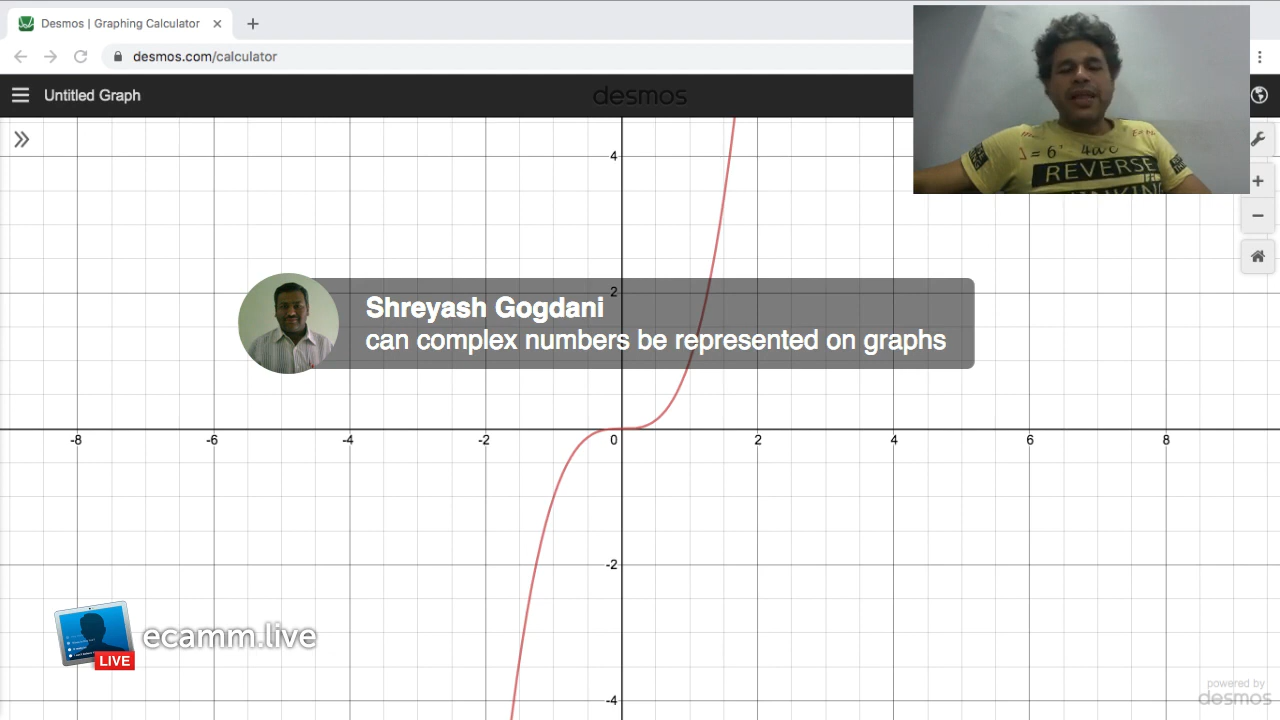 Desmos | Graphing Calculator
desmos.com/calculator
Untitled Graph
desmos
4
2
-8
-6
-4
-2
0
2
4
6
8
-2
-4
Shreyash Gogdani
can complex numbers be represented on graphs
4ac
REVERSE
LIVE
ecamm.live
powered by
desmos